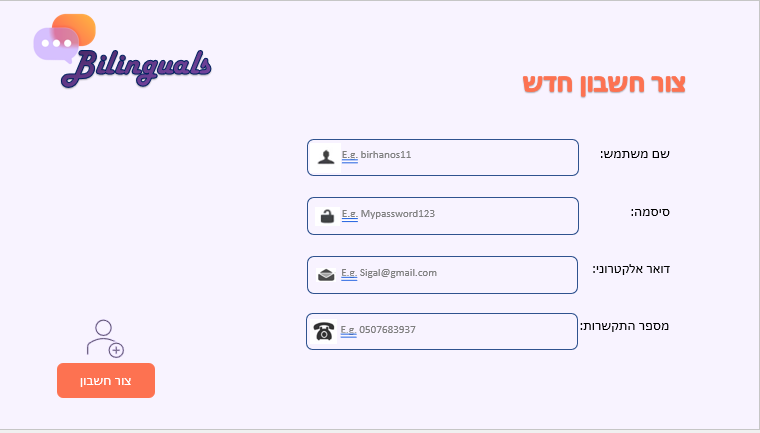 Bilinguals
צור חשבון חדש
שם משתמש:
E.g. birhanos11
סיסמה:
E.g. Mypassword123
דואר אלקטרוני:
E.g. Sigal@gmail.com
מספר התקשרות:
E.g. 0507683937
צור חשבון